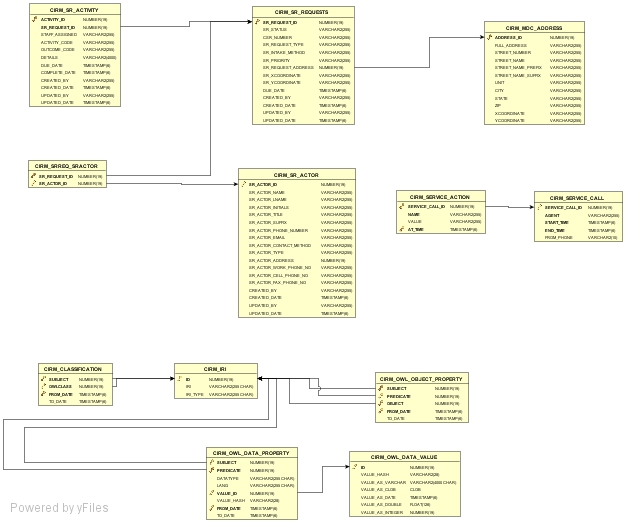 CIRM_SR_ACTIVITY
ACTIVITY_ID NUMBER(19)
SR_REQUEST_ID NUMBER(19)
STAFF_ASSIGNED VARCHAR2(255)
ACTIVITY_CODE VARCHAR2(255)
OUTCOME_CODE VARCHAR2(255)
DETAILS VARCHAR2(4000)
DUE_DATE TIMESTAMP(6)
COMPLETE_DATE TIMESTAMP(6)
CREATED_BY VARCHAR2(255)
CREATED_DATE TIMESTAMP(6)
UPDATED_BY VARCHAR2(255)
UPDATED_DATE TIMESTAMP(6)
CIRM_SR_REQUESTS
SR_REQUEST_ID NUMBER(19)
SR_STATUS VARCHAR2(255)
CSR_NUMBER VARCHAR2(255)
SR_REQUEST_TYPE VARCHAR2(255)
SR_INTAKE_METHOD VARCHAR2(255)
SR_PRIORITY VARCHAR2(255)
SR_REQUEST_ADDRESS NUMBER(19)
SR_XCOORDINATE VARCHAR2(255)
SR_YCOORDINATE VARCHAR2(255)
DUE_DATE TIMESTAMP(6)
CREATED_BY VARCHAR2(255)
CREATED_DATE TIMESTAMP(6)
UPDATED_BY VARCHAR2(255)
UPDATED_DATE TIMESTAMP(6)
CIRM_MDC_ADDRESS
ADDRESS_ID NUMBER(19)
FULL_ADDRESS VARCHAR2(255)
STREET_NUMBER VARCHAR2(255)
STREET_NAME VARCHAR2(255)
STREET_NAME_PREFIX VARCHAR2(255)
STREET_NAME_SUFFIX VARCHAR2(255)
UNIT VARCHAR2(255)
CITY VARCHAR2(255)
STATE VARCHAR2(255)
ZIP VARCHAR2(255)
XCOORDINATE VARCHAR2(255)
YCOORDINATE VARCHAR2(255)
CIRM_SRREQ_SRACTOR
SR_REQUEST_ID NUMBER(19)
SR_ACTOR_ID NUMBER(19)
CIRM_SR_ACTOR
SR_ACTOR_ID NUMBER(19)
SR_ACTOR_NAME VARCHAR2(255)
SR_ACTOR_LNAME VARCHAR2(255)
SR_ACTOR_INITIALS VARCHAR2(255)
SR_ACTOR_TITLE VARCHAR2(255)
SR_ACTOR_SUFFIX VARCHAR2(255)
SR_ACTOR_PHONE_NUMBER VARCHAR2(255)
SR_ACTOR_EMAIL VARCHAR2(255)
SR_ACTOR_CONTACT_METHOD VARCHAR2(255)
SR_ACTOR_TYPE VARCHAR2(255)
SR_ACTOR_ADDRESS NUMBER(19)
SR_ACTOR_WORK_PHONE_NO VARCHAR2(255)
SR_ACTOR_CELL_PHONE_NO VARCHAR2(255)
SR_ACTOR_FAX_PHONE_NO VARCHAR2(255)
CREATED_BY VARCHAR2(255)
CREATED_DATE TIMESTAMP(6)
UPDATED_BY VARCHAR2(255)
UPDATED_DATE TIMESTAMP(6)
CIRM_SERVICE_ACTION
SERVICE_CALL_ID NUMBER(19)
NAME VARCHAR2(255)
VALUE VARCHAR2(255)
AT_TIME TIMESTAMP(6)
CIRM_SERVICE_CALL
SERVICE_CALL_ID NUMBER(19)
AGENT VARCHAR2(255)
START_TIME TIMESTAMP(6)
END_TIME TIMESTAMP(6)
FROM_PHONE
CIRM_CLASSIFICATION
SUBJECT NUMBER(19)
OWLCLASS NUMBER(19)
FROM_DATE TIMESTAMP(6)
TO_DATE TIMESTAMP(6)
CIRM_IRI
ID NUMBER(19)
IRI VARCHAR2(255 CHAR)
IRI_TYPE VARCHAR2(255 CHAR)
CIRM_OWL_OBJECT_PROPERTY
SUBJECT NUMBER(19)
PREDICATE NUMBER(19)
OBJECT NUMBER(19)
FROM_DATE TIMESTAMP(6)
TO_DATE TIMESTAMP(6)
CIRM_OWL_DATA_PROPERTY
SUBJECT NUMBER(19)
PREDICATE NUMBER(19)
DATATYPE VARCHAR2(255 CHAR)
LANG VARCHAR2(255 CHAR)
VALUE_ID NUMBER(19)
VALUE_HASH VARCHAR2(28)
FROM_DATE TIMESTAMP(6)
TO_DATE TIMESTAMP(6)
CIRM_OWL_DATA_VALUE
ID NUMBER(19)
VALUE_HASH VARCHAR2(28)
VALUE_AS_VARCHAR VARCHAR2(4000 CHAR)
VALUE_AS_CLOB CLOB
VALUE_AS_DATE TIMESTAMP(6)
VALUE_AS_DOUBLE FLOAT(126)
VALUE_AS_INTEGER NUMBER(19)
Powered by yFiles